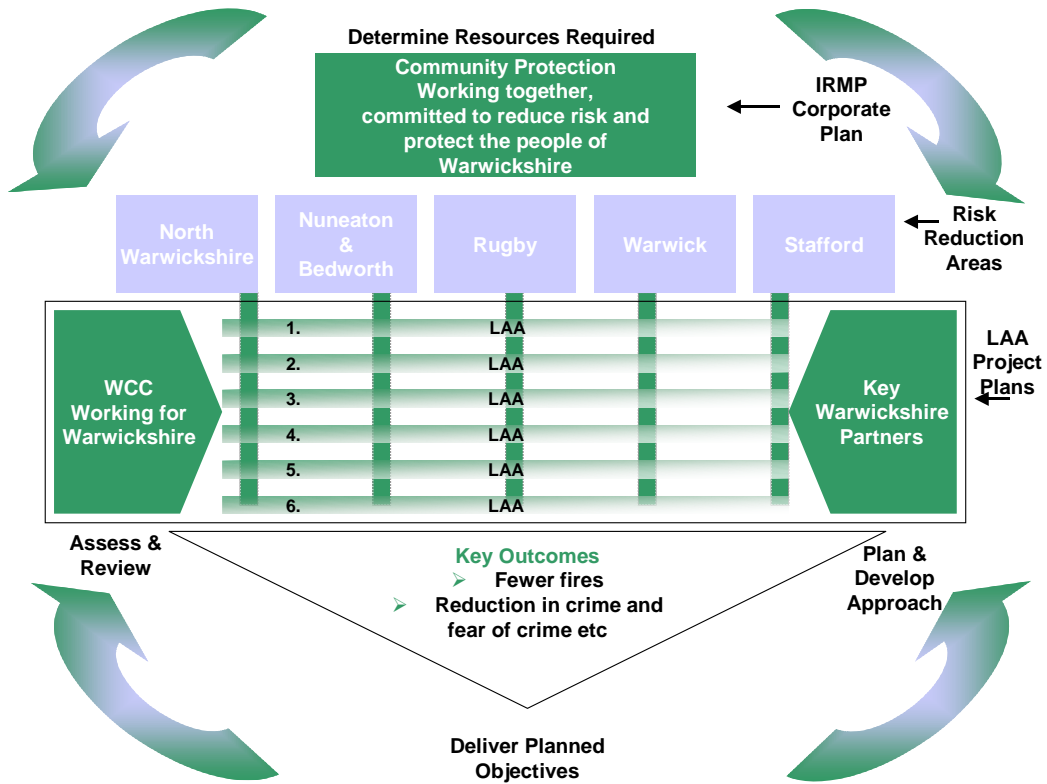 Determine Resources Required
Community Protection
Working together,
committed to reduce risk and
protect the people of
Warwickshire
IRMP
Corporate
Plan
North
Warwickshire
Nuneaton
&
Bedworth
Rugby
Warwick
Stafford
Risk
Reduction
Areas
WCC
Working for
Warwickshire
1. LAA
2. LAA
3. LAA
4. LAA
5. LAA
6. LAA
Key
Warwickshire
Partners
LAA
Project
Plans
Assess &
Review
Key Outcomes
Fewer fires
Reduction in crime and
fear of crime etc
Plan &
Develop
Approach
Deliver Planned
Objectives